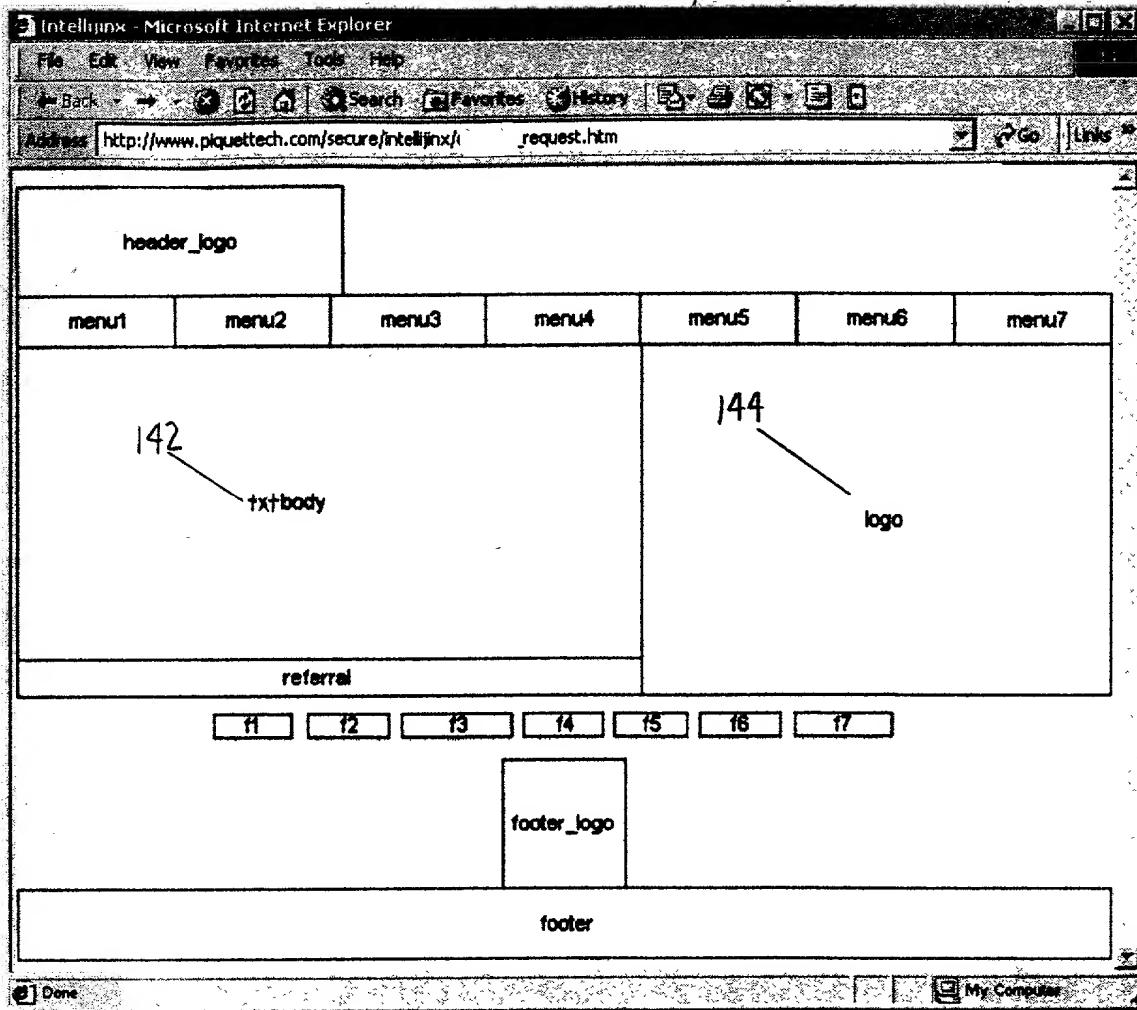 Intellijinx - Microsoft Internet Explorer
File Edit View Favorites Tools Help
Back Search Favorites History
Address http://www.piquettech.com/secure/intellijinx/ _request.htm Go Links »
header_logo
menu1 menu2 menu3 menu4 menu5 menu6 menu7
142
txtbody
144
logo
referral
f1 f2 f3 f4 f5 f6 f7
footer_logo
footer
Done My Computer